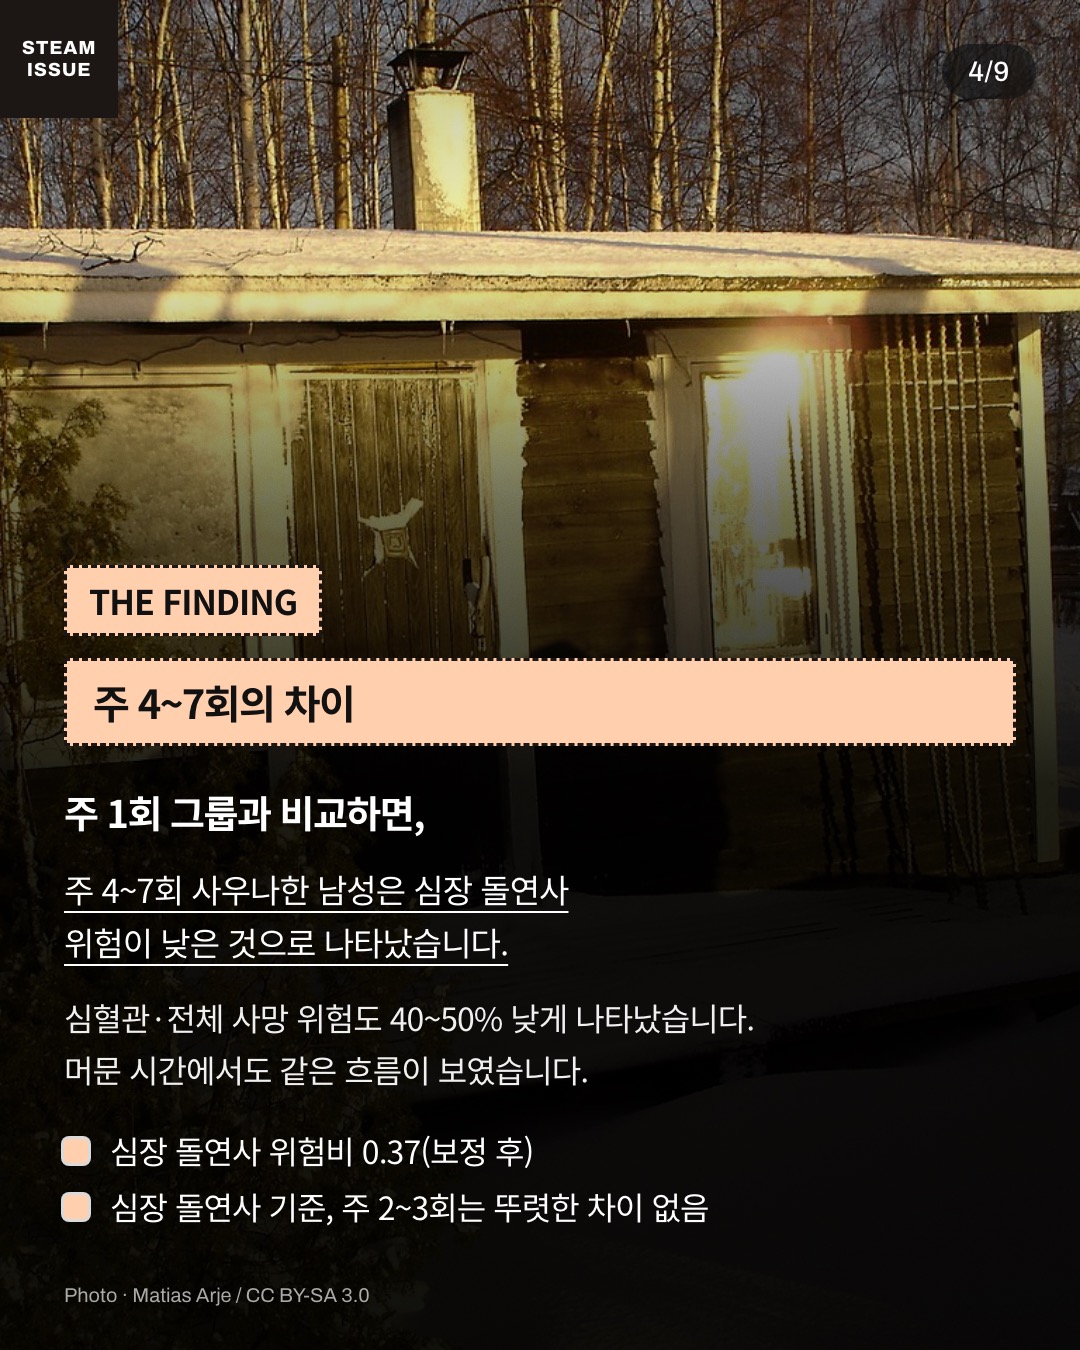 STEAM
ISSUE
4/9
THE FINDING
주 4~7회의 차이
주 1회 그룹과 비교하면,
주 4~7회 사우나한 남성은 심장 돌연사
위험이 낮은 것으로 나타났습니다.
심혈관·전체 사망 위험도 40~50% 낮게 나타났습니다.
머문 시간에서도 같은 흐름이 보였습니다.
심장 돌연사 위험비 0.37(보정 후)
심장 돌연사 기준, 주 2~3회는 뚜렷한 차이 없음
Photo · Matias Arje / CC BY-SA 3.0